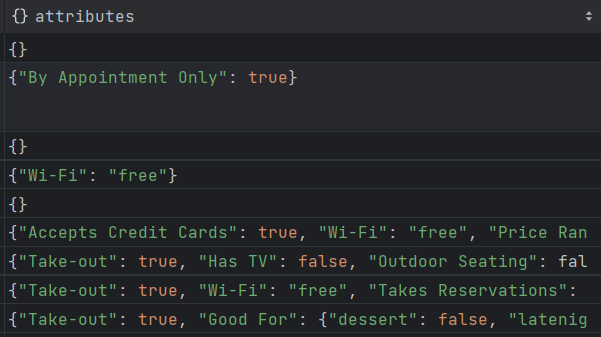 {} attributes
{}
{"By Appointment Only": true}
{}
{"Wi-Fi": "free"}
{}
{"Accepts Credit Cards": true, "Wi-Fi": "free", "Price Ran
{"Take-out": true, "Has TV": false, "Outdoor Seating": fal
{"Take-out": true, "Wi-Fi": "free", "Takes Reservations":
{"Take-out": true, "Good For": {"dessert": false, "latenig